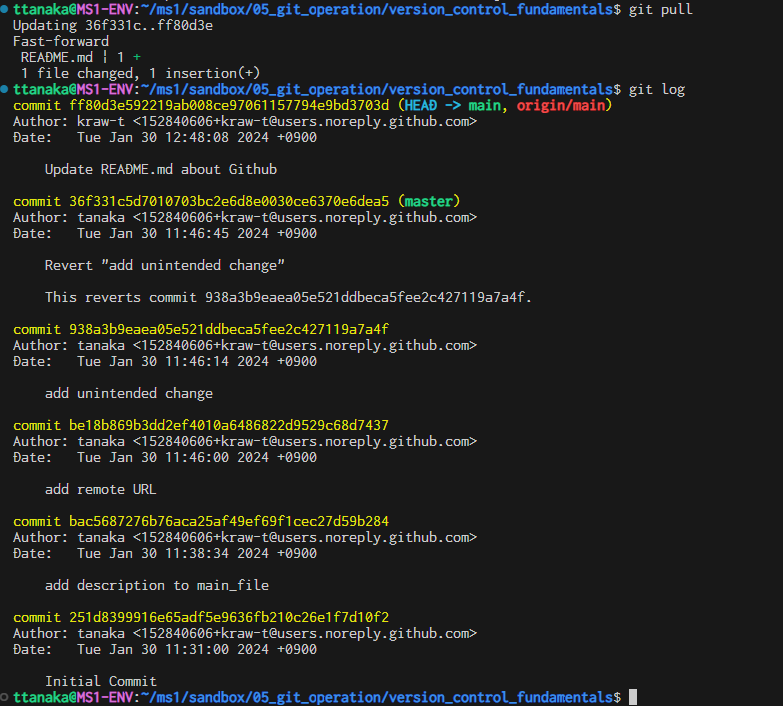 ttanaka@MS1-ENV:~/ms1/sandbox/05_git_operation/version_control_fundamentals$ git pull
Updating 36f331c..ff80d3e
Fast-forward
 README.md | 1 +
 1 file changed, 1 insertion(+)
ttanaka@MS1-ENV:~/ms1/sandbox/05_git_operation/version_control_fundamentals$ git log
commit ff80d3e592219ab008ce97061157794e9bd3703d (HEAD -> main, origin/main)
Author: kraw-t <152840606+kraw-t@users.noreply.github.com>
Date:   Tue Jan 30 12:48:08 2024 +0900

    Update README.md about Github

commit 36f331c5d7010703bc2e6d8e0030ce6370e6dea5 (master)
Author: tanaka <152840606+kraw-t@users.noreply.github.com>
Date:   Tue Jan 30 11:46:45 2024 +0900

    Revert "add unintended change"

    This reverts commit 938a3b9eaea05e521ddbeca5fee2c427119a7a4f.

commit 938a3b9eaea05e521ddbeca5fee2c427119a7a4f
Author: tanaka <152840606+kraw-t@users.noreply.github.com>
Date:   Tue Jan 30 11:46:14 2024 +0900

    add unintended change

commit be18b869b3dd2ef4010a6486822d9529c68d7437
Author: tanaka <152840606+kraw-t@users.noreply.github.com>
Date:   Tue Jan 30 11:46:00 2024 +0900

    add remote URL

commit bac5687276b76aca25af49ef69f1cec27d59b284
Author: tanaka <152840606+kraw-t@users.noreply.github.com>
Date:   Tue Jan 30 11:38:34 2024 +0900

    add description to main_file

commit 251d8399916e65adf5e9636fb210c26e1f7d10f2
Author: tanaka <152840606+kraw-t@users.noreply.github.com>
Date:   Tue Jan 30 11:31:00 2024 +0900

    Initial Commit
ttanaka@MS1-ENV:~/ms1/sandbox/05_git_operation/version_control_fundamentals$